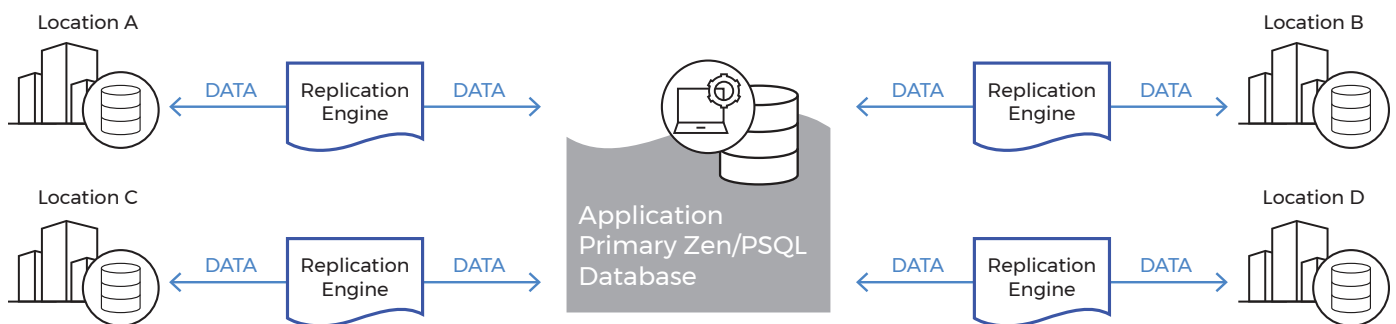 Location A
Location B
DATA
Replication
Engine
DATA
DATA
Replication
Engine
DATA
Location C
Location D
Application
Primary Zen/PSQL
Database
DATA
Replication
Engine
DATA
DATA
Replication
Engine
DATA